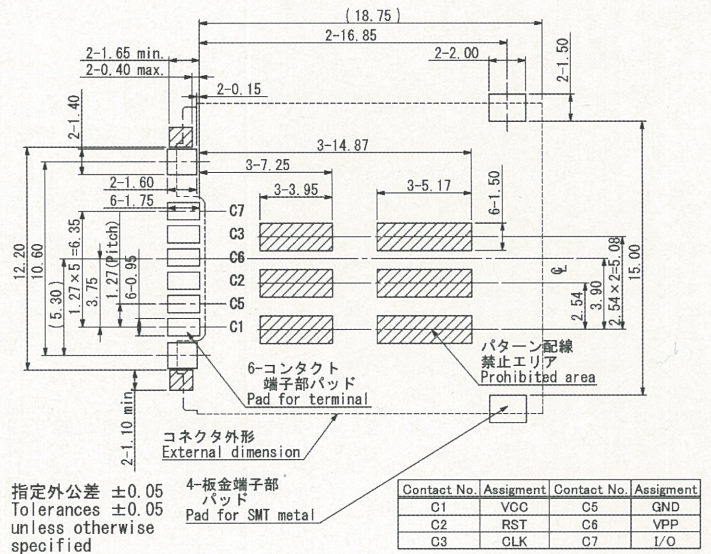 (18.75)
2-16.85
2-1.65 min.
2-0.40 max.
2-2.00
2-1.50
2-0.15
2-1.40
3-14.87
3-7.25
2-1.60
6-1.75
3-3.95
3-5.17
6-1.50
C7
C3
C6
C2
C5
C1
12.20
10.60
(5.30)
1.27×5=6.35
3.75
1.27(Pitch)
6-0.95
℄
2.54
3.90
2.54×2=5.08
15.00
2-1.10 min.
パターン配線
禁止エリア
Prohibited area
6-コンタクト
端子部パッド
Pad for terminal
コネクタ外形
External dimension
4-板金端子部
パッド
Pad for SMT metal
指定外公差 ±0.05
Tolerances ±0.05
unless otherwise
specified
Contact No. Assigment Contact No. Assigment
C1 VCC C5 GND
C2 RST C6 VPP
C3 CLK C7 I/O